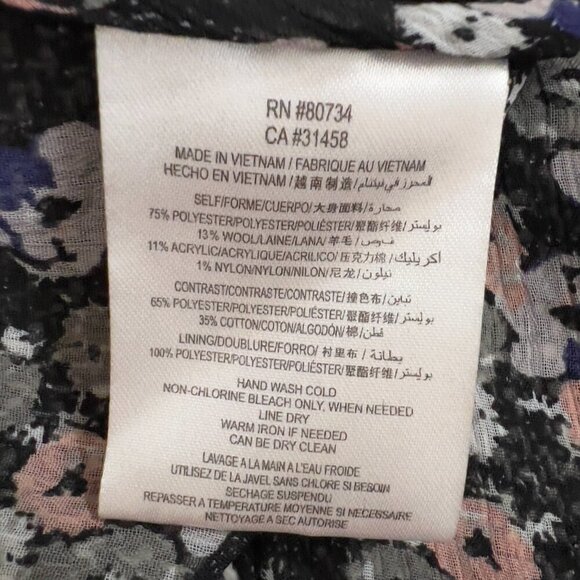 RN #80734
CA #31458
MADE IN VIETNAM / FABRIQUE AU VIETNAM
HECHO EN VIETNAM / 越南制造 /
SELF/FORME/CUERPO/大身面料/
75% POLYESTER/POLYESTER/POLIÉSTER/聚酯纤维/بوليستر
13% WOOL/LAINE/LANA/羊毛/
11% ACRYLIC/ACRYLIQUE/ACRILICO/压克力棉/أكريليك
1% NYLON/NYLON/NILON/尼龙/نيلون
CONTRAST/CONTRASTE/CONTRASTE/撞色布/تباين
65% POLYESTER/POLYESTER/POLIÉSTER/聚酯纤维/بوليستر
35% COTTON/COTON/ALGODÓN/棉/قطن
LINING/DOUBLURE/FORRO/衬里布/بطانة
100% POLYESTER/POLYESTER/POLIÉSTER/聚酯纤维/بوليستر
HAND WASH COLD
NON-CHLORINE BLEACH ONLY, WHEN NEEDED
LINE DRY
WARM IRON IF NEEDED
CAN BE DRY CLEAN
LAVAGE A LA MAIN A L'EAU FROIDE
UTILISEZ DE LA JAVEL SANS CHLORE SI BESOIN
SECHAGE SUSPENDU
REPASSER A TEMPERATURE MOYENNE SI NECESSAIRE
NETTOYAGE A SEC AUTORISE